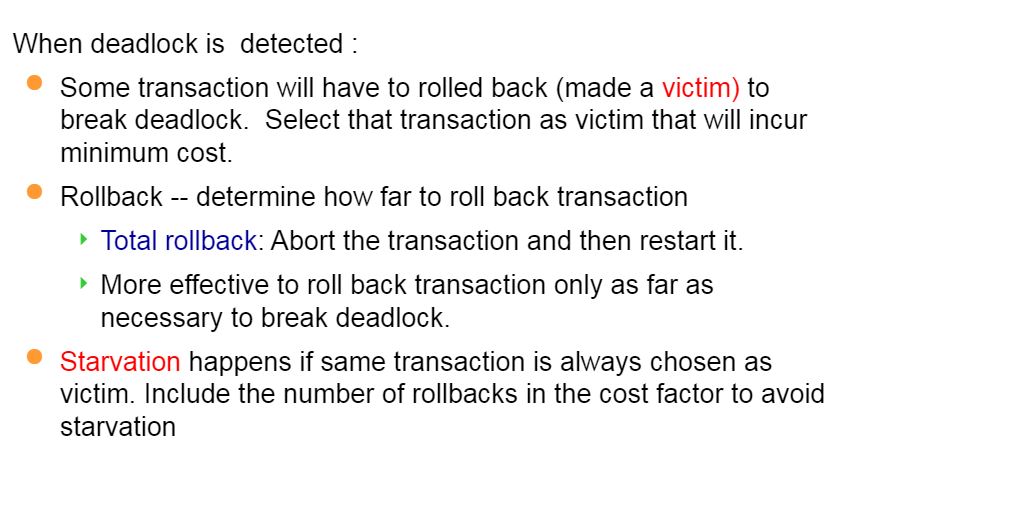 When deadlock is  detected :
Some transaction will have to rolled back (made a victim) to
break deadlock.  Select that transaction as victim that will incur
minimum cost.
Rollback -- determine how far to roll back transaction
Total rollback: Abort the transaction and then restart it.
More effective to roll back transaction only as far as
necessary to break deadlock.
Starvation happens if same transaction is always chosen as
victim. Include the number of rollbacks in the cost factor to avoid
starvation